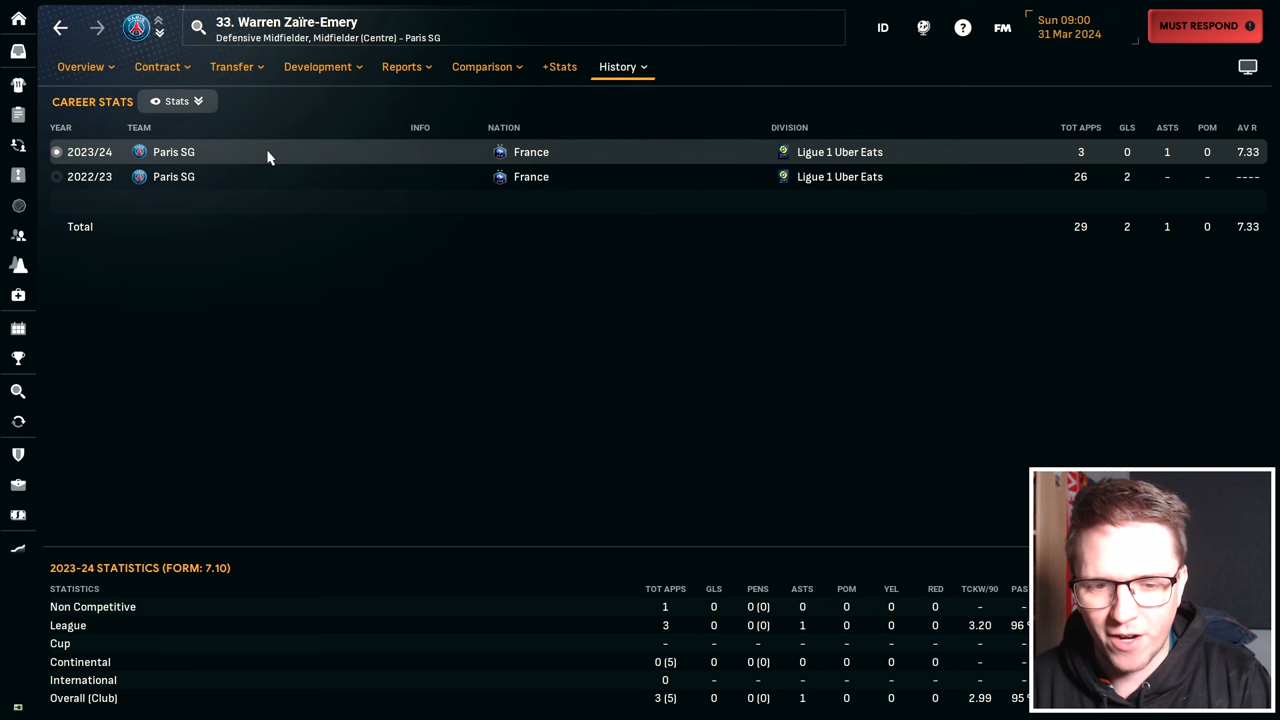 33. Warren Zaïre-Emery
Defensive Midfielder, Midfielder (Centre) - Paris SG
ID
FM
Sun 09:00
31 Mar 2024
MUST RESPOND
Overview
Contract
Transfer
Development
Reports
Comparison
+Stats
History
CAREER STATS
Stats
YEAR TEAM INFO NATION DIVISION TOT APPS GLS ASTS POM AV R
2023/24 Paris SG France Ligue 1 Uber Eats 3 0 1 0 7.33
2022/23 Paris SG France Ligue 1 Uber Eats 26 2 - - ----
Total 29 2 1 0 7.33
2023-24 STATISTICS (FORM: 7.10)
STATISTICS TOT APPS GLS PENS ASTS POM YEL RED TCKW/90 PAS
Non Competitive 1 0 0 (0) 0 0 0 0 - -
League 3 0 0 (0) 1 0 0 0 3.20 96
Cup - - - - - - - - -
Continental 0 (5) 0 0 (0) 0 0 0 0 - -
International 0 - - - - - - - -
Overall (Club) 3 (5) 0 0 (0) 1 0 0 0 2.99 95